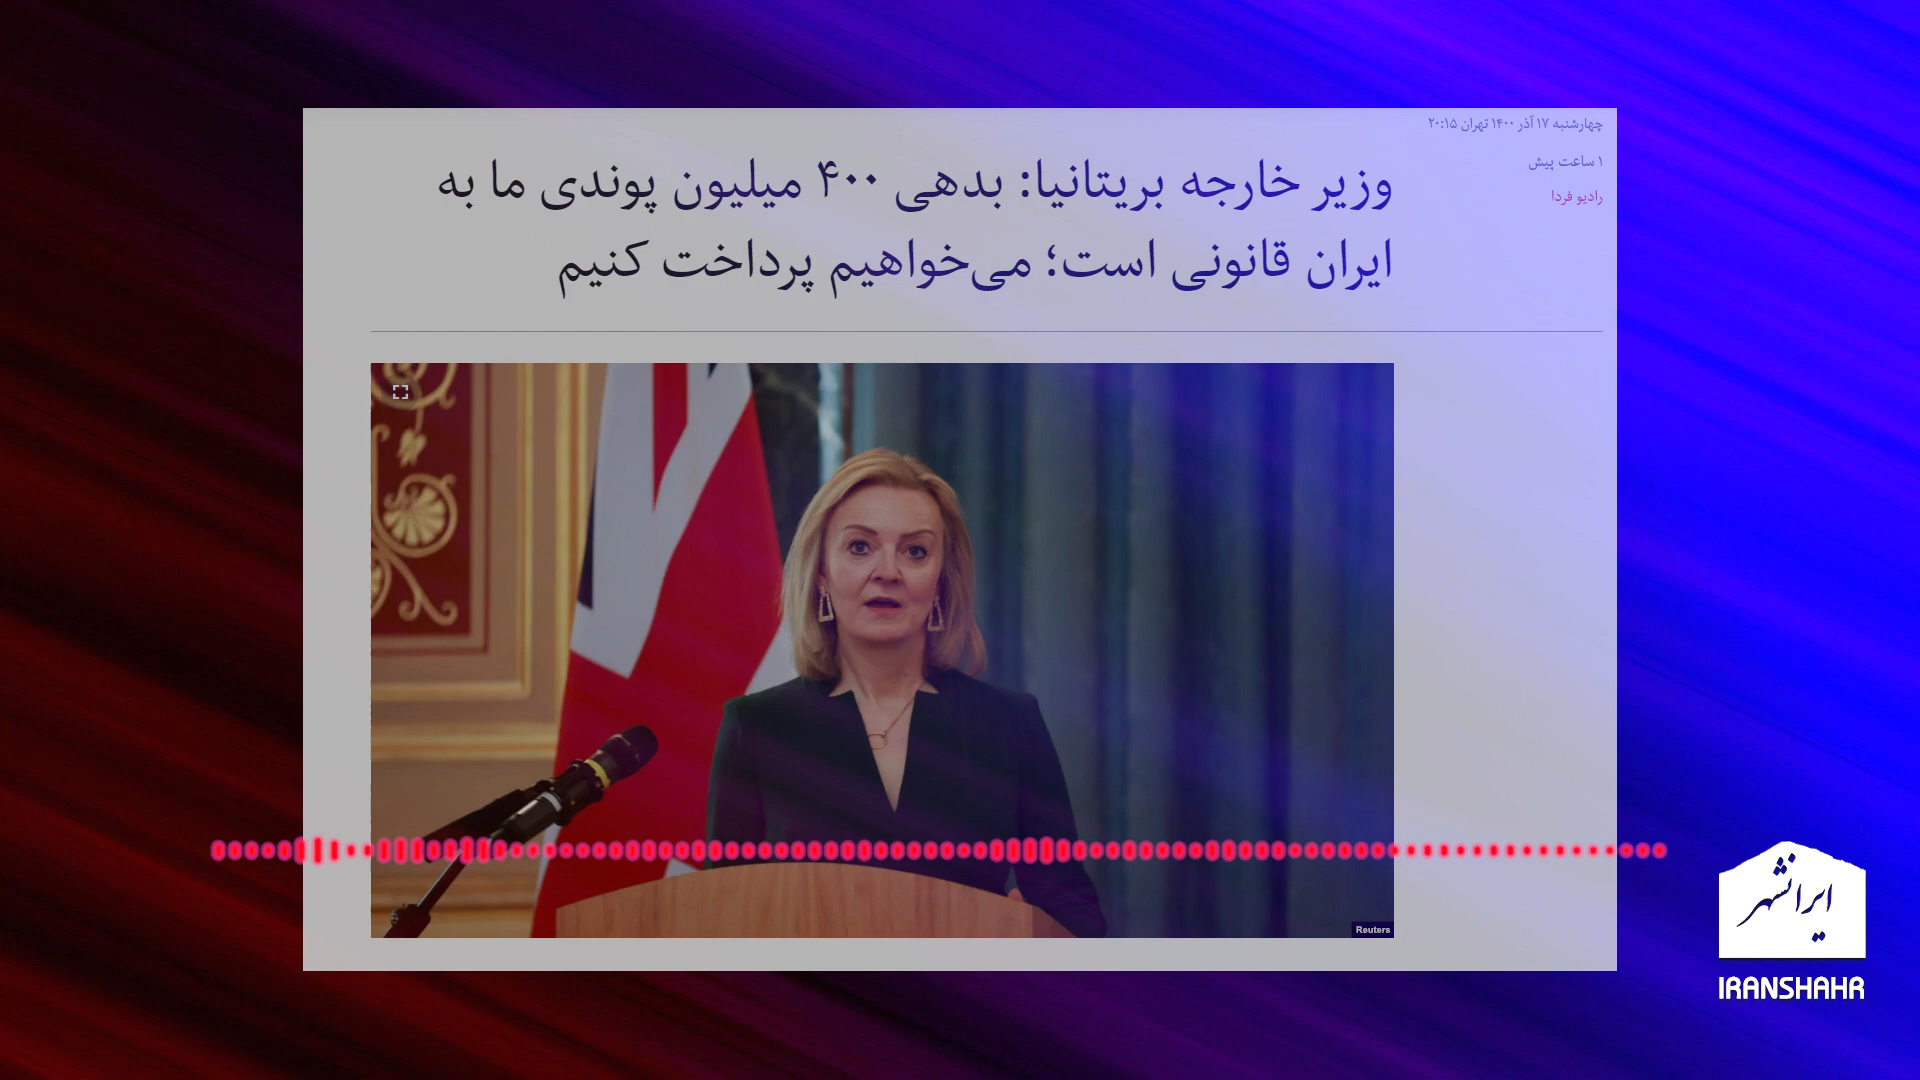 چهارشنبه ۱۷ آذر ۱۴۰۰ تهران ۲۰:۱۵
۱ ساعت پیش
رادیو فردا
وزیر خارجه بریتانیا: بدهی ۴۰۰ میلیون پوندی ما به
ایران قانونی است؛ می‌خواهیم پرداخت کنیم
Reuters
ایرانشهر
IRANSHAHR